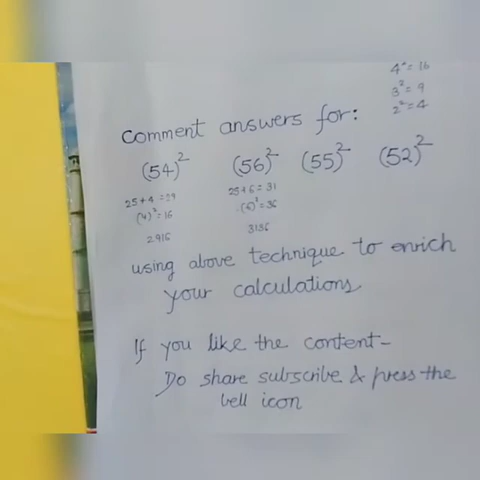 4² = 16
3² = 9
2² = 4
Comment answers for:
(54)² (56)² (55)² (52)²
25+4 = 29 25+6 = 31
(4)² = 16 (6)² = 36
2916 3136
using above technique to enrich
your calculations
If you like the content-
Do share subscribe & press the
bell icon